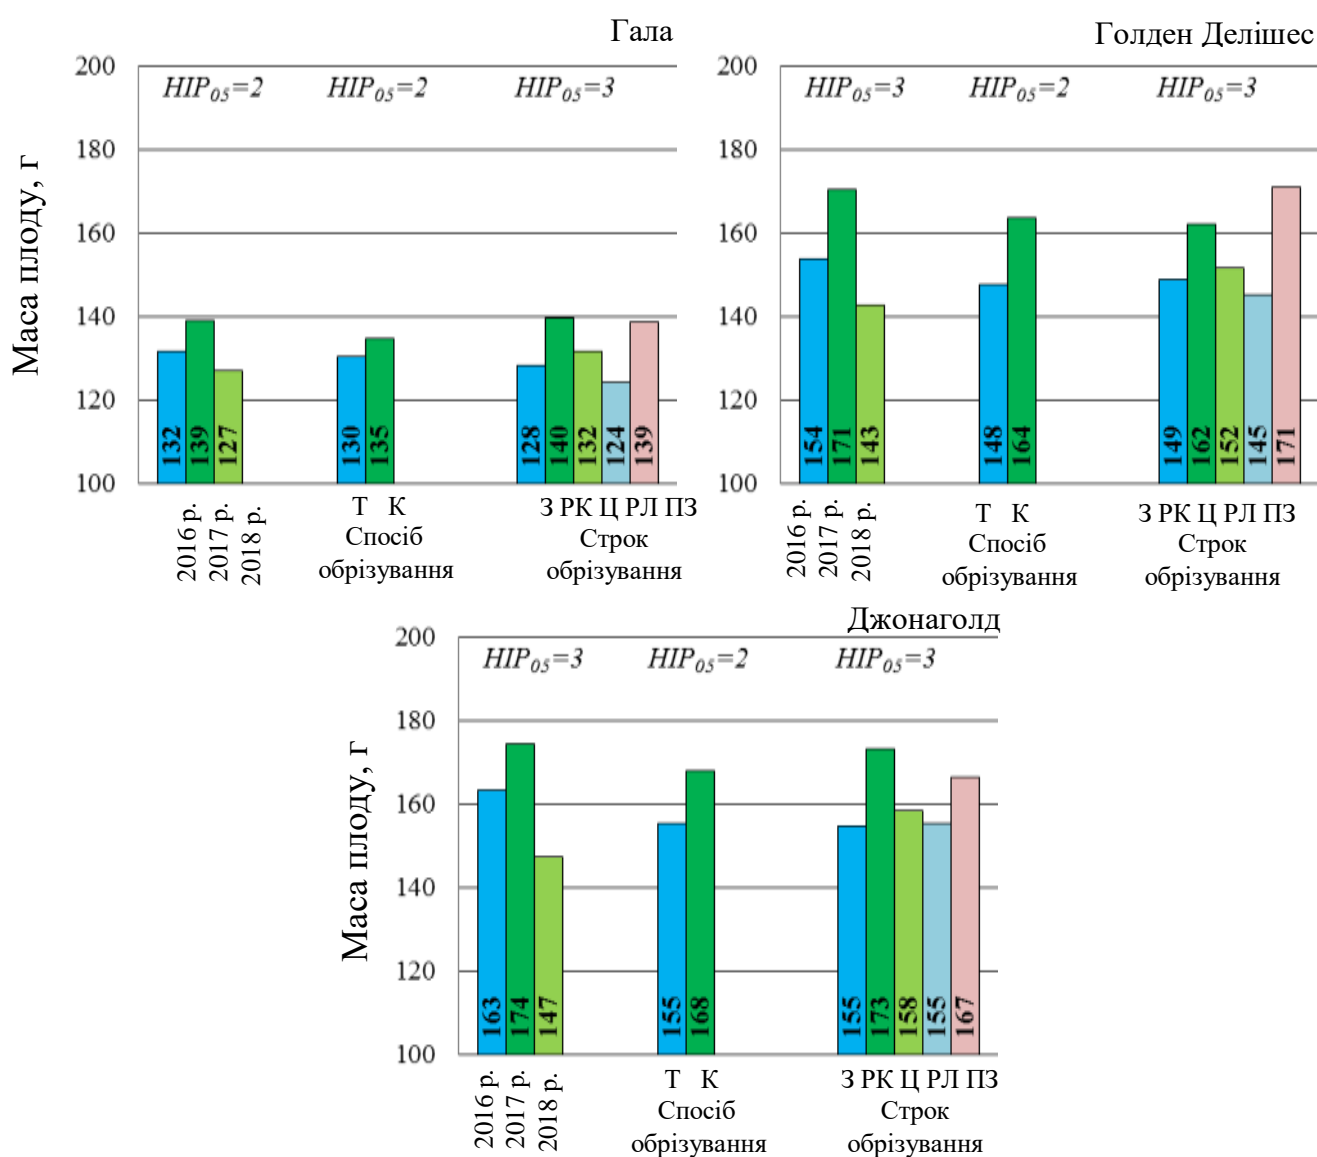 Гала
Маса плоду, г
200
180
160
140
120
100
НІР05=2
НІР05=2
НІР05=3
132
139
127
130
135
128
140
132
124
139
2016 р.
2017 р.
2018 р.
Т К
Спосіб
обрізування
З РК Ц РЛ ПЗ
Строк
обрізування
Голден Делішес
200
180
160
140
120
100
НІР05=3
НІР05=2
НІР05=3
154
171
143
148
164
149
162
152
145
171
2016 р.
2017 р.
2018 р.
Т К
Спосіб
обрізування
З РК Ц РЛ ПЗ
Строк
обрізування
Джонаголд
Маса плоду, г
200
180
160
140
120
100
НІР05=3
НІР05=2
НІР05=3
163
174
147
155
168
155
173
158
155
167
2016 р.
2017 р.
2018 р.
Т К
Спосіб
обрізування
З РК Ц РЛ ПЗ
Строк
обрізування